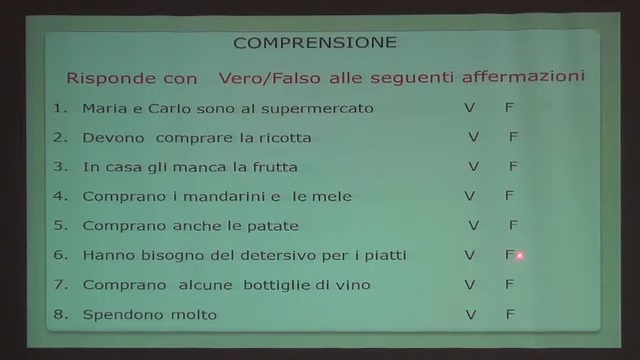 COMPRENSIONE
Risponde con Vero/Falso alle seguenti affermazioni
1. Maria e Carlo sono al supermercato V F
2. Devono comprare la ricotta V F
3. In casa gli manca la frutta V F
4. Comprano i mandarini e le mele V F
5. Comprano anche le patate V F
6. Hanno bisogno del detersivo per i piatti V F
7. Comprano alcune bottiglie di vino V F
8. Spendono molto V F